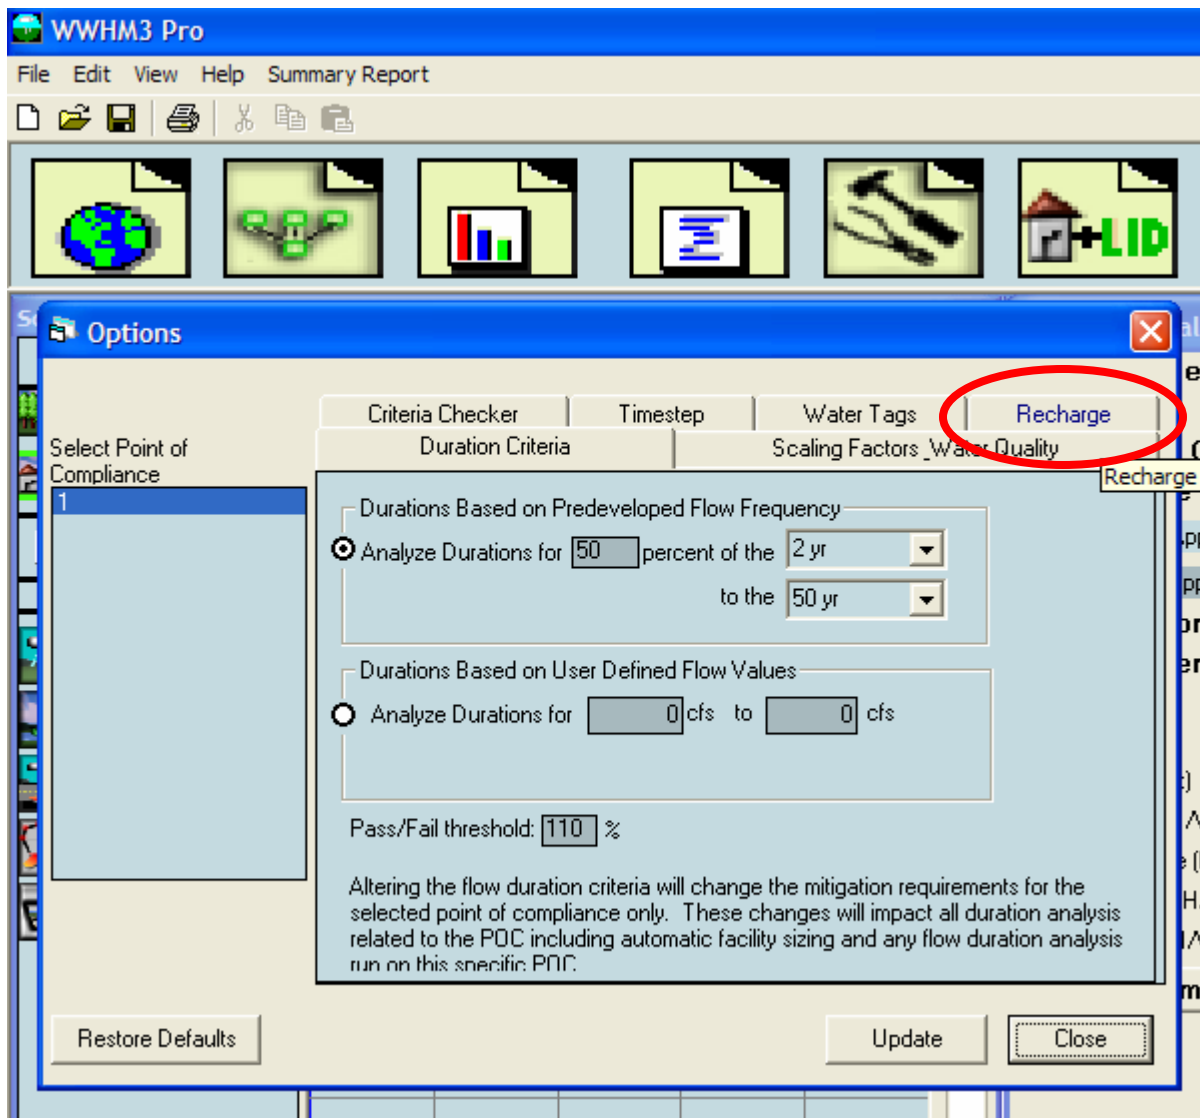 WWHM3 Pro
File Edit View Help Summary Report
LID
Options
Criteria Checker Timestep Water Tags Recharge
Duration Criteria Scaling Factors_Water Quality
Recharge
Select Point of
Compliance
1
Durations Based on Predeveloped Flow Frequency
Analyze Durations for 50 percent of the 2 yr
to the 50 yr
Durations Based on User Defined Flow Values
Analyze Durations for 0 cfs to 0 cfs
Pass/Fail threshold: 110 %
Altering the flow duration criteria will change the mitigation requirements for the
selected point of compliance only. These changes will impact all duration analysis
related to the POC including automatic facility sizing and any flow duration analysis
run on this specific POC
Restore Defaults Update Close